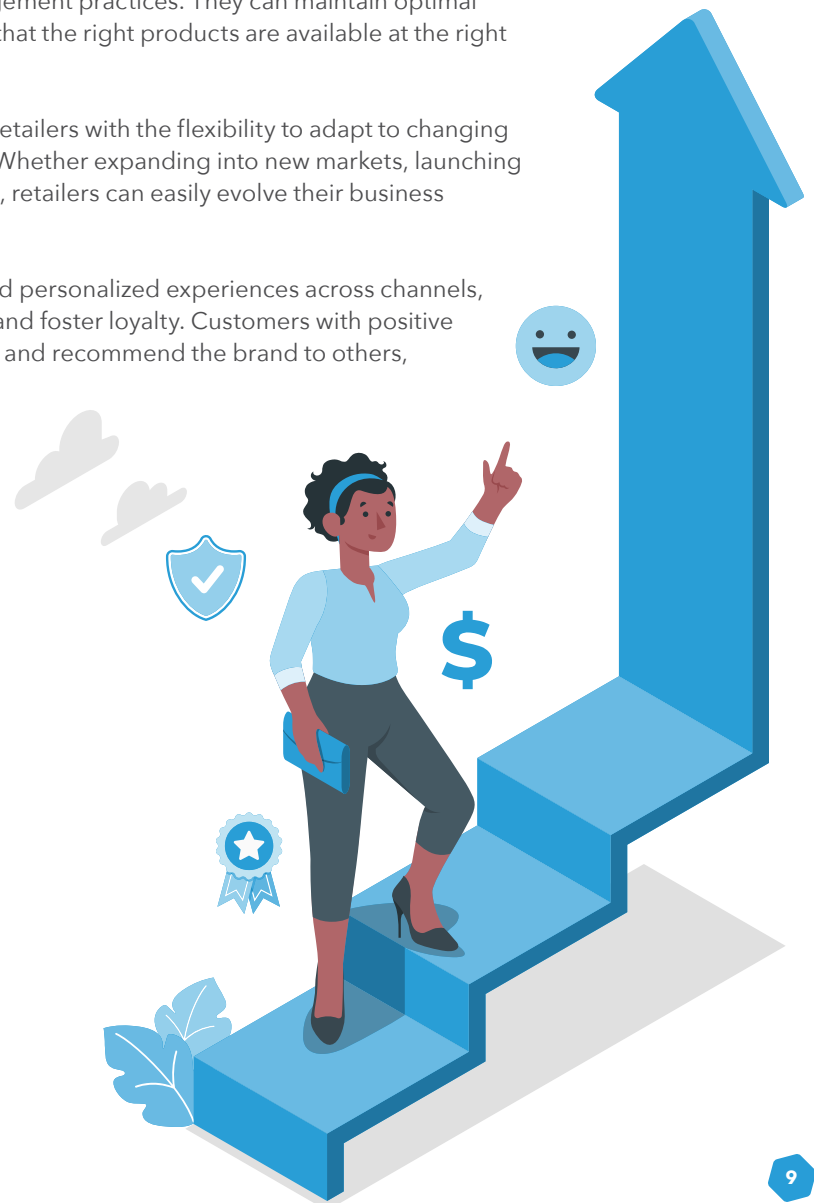 gement practices. They can maintain optimal
that the right products are available at the right
etailers with the flexibility to adapt to changing
Whether expanding into new markets, launching
, retailers can easily evolve their business
d personalized experiences across channels,
and foster loyalty. Customers with positive
and recommend the brand to others,
$
9